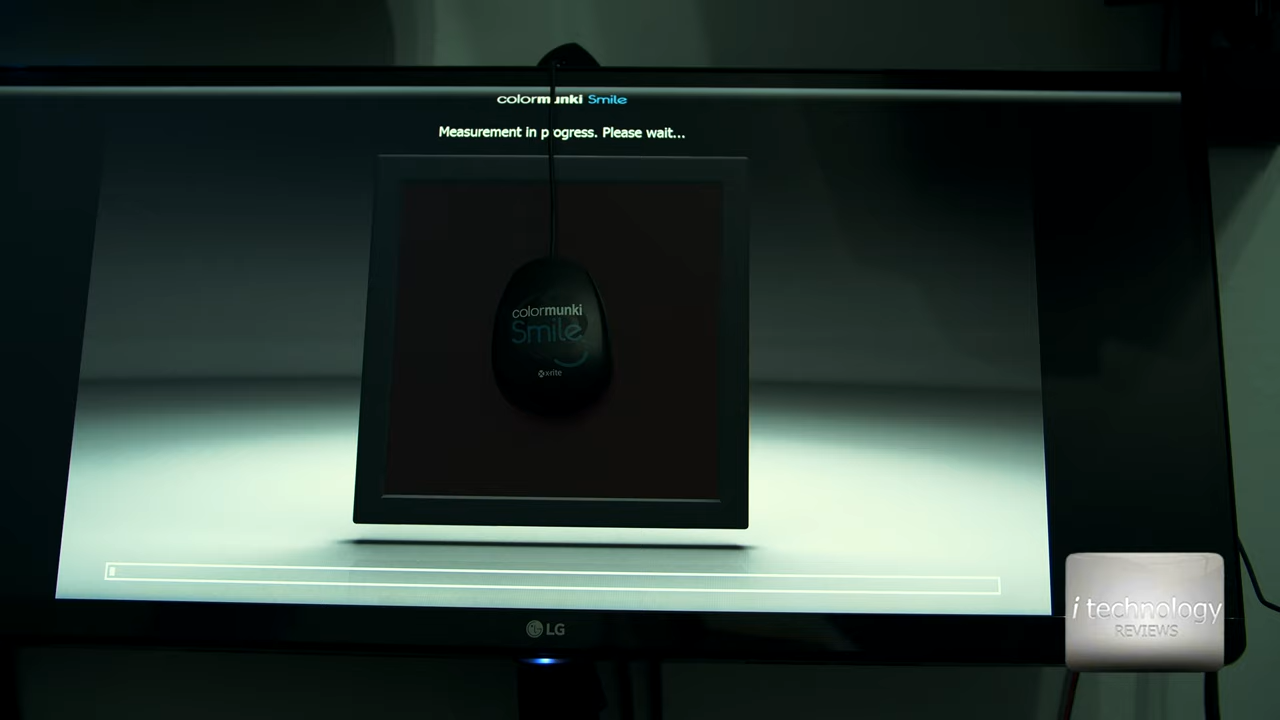 colormunki Smile
Measurement in progress. Please wait...
colormunki
Smile
x·rite
LG
i technology
REVIEWS